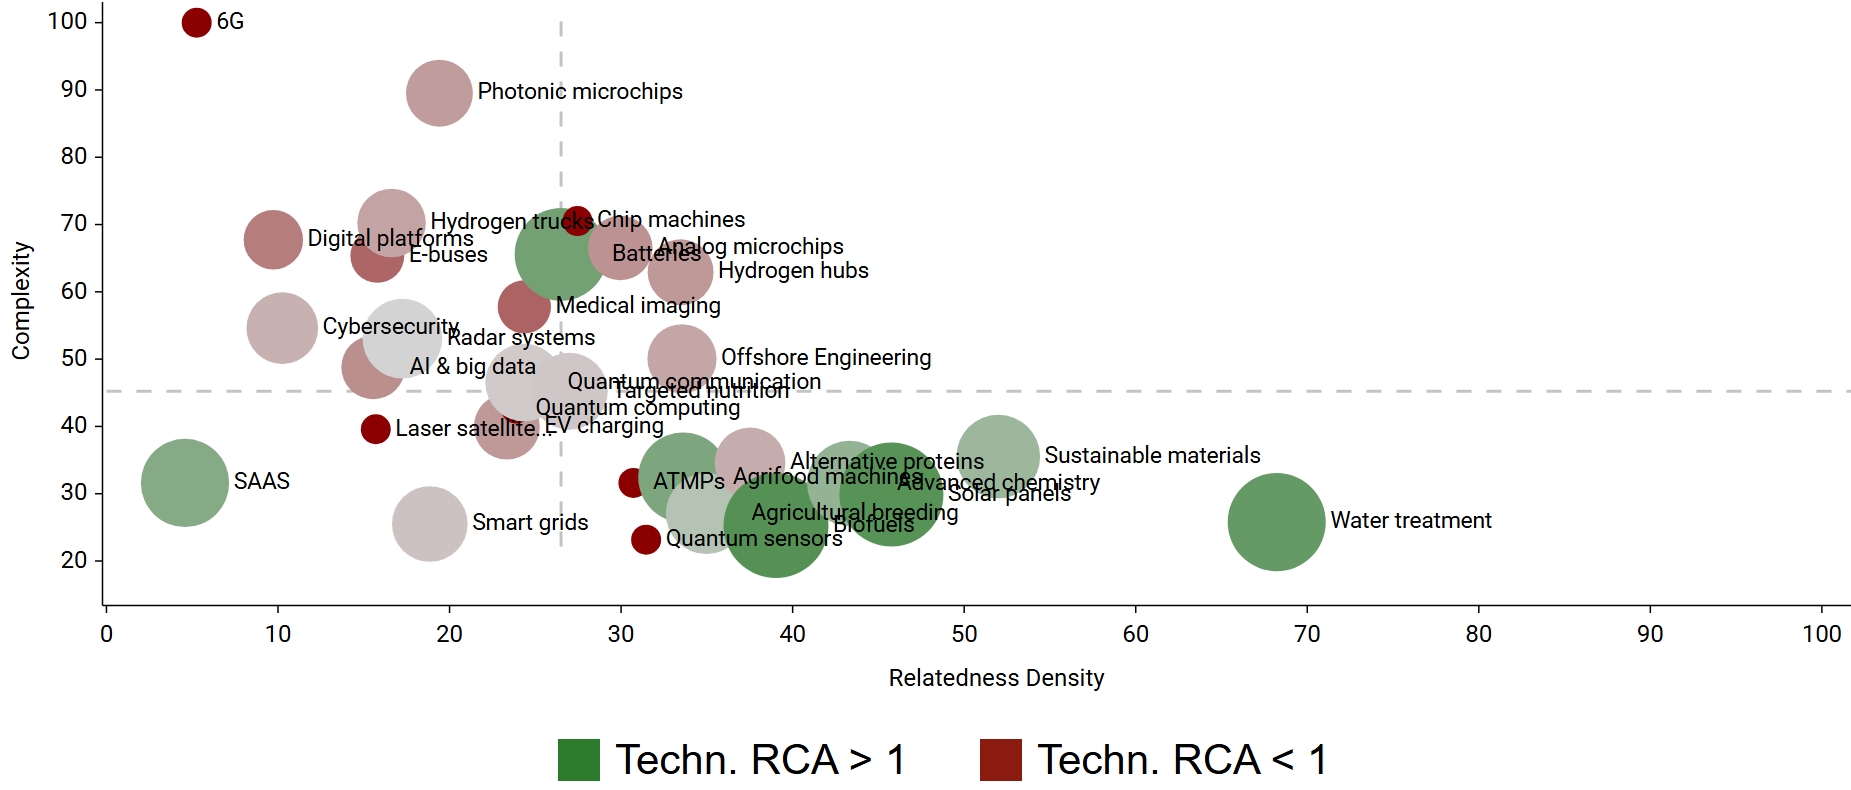 100
90
80
70
60
50
40
30
20
Complexity
6G
Photonic microchips
Hydrogen trucks
Chip machines
Digital platforms
E-buses
Analog microchips
Batteries
Hydrogen hubs
Medical imaging
Cybersecurity
Radar systems
Offshore Engineering
AI & big data
Quantum communication
Targeted nutrition
Quantum computing
Laser satellite...
EV charging
SAAS
Smart grids
ATMPs
Alternative proteins
Agrifood machines
Sustainable materials
Advanced chemistry
Solar panels
Agricultural breeding
Biofuels
Quantum sensors
Water treatment
0 10 20 30 40 50 60 70 80 90 100
Relatedness Density
Techn. RCA > 1
Techn. RCA < 1